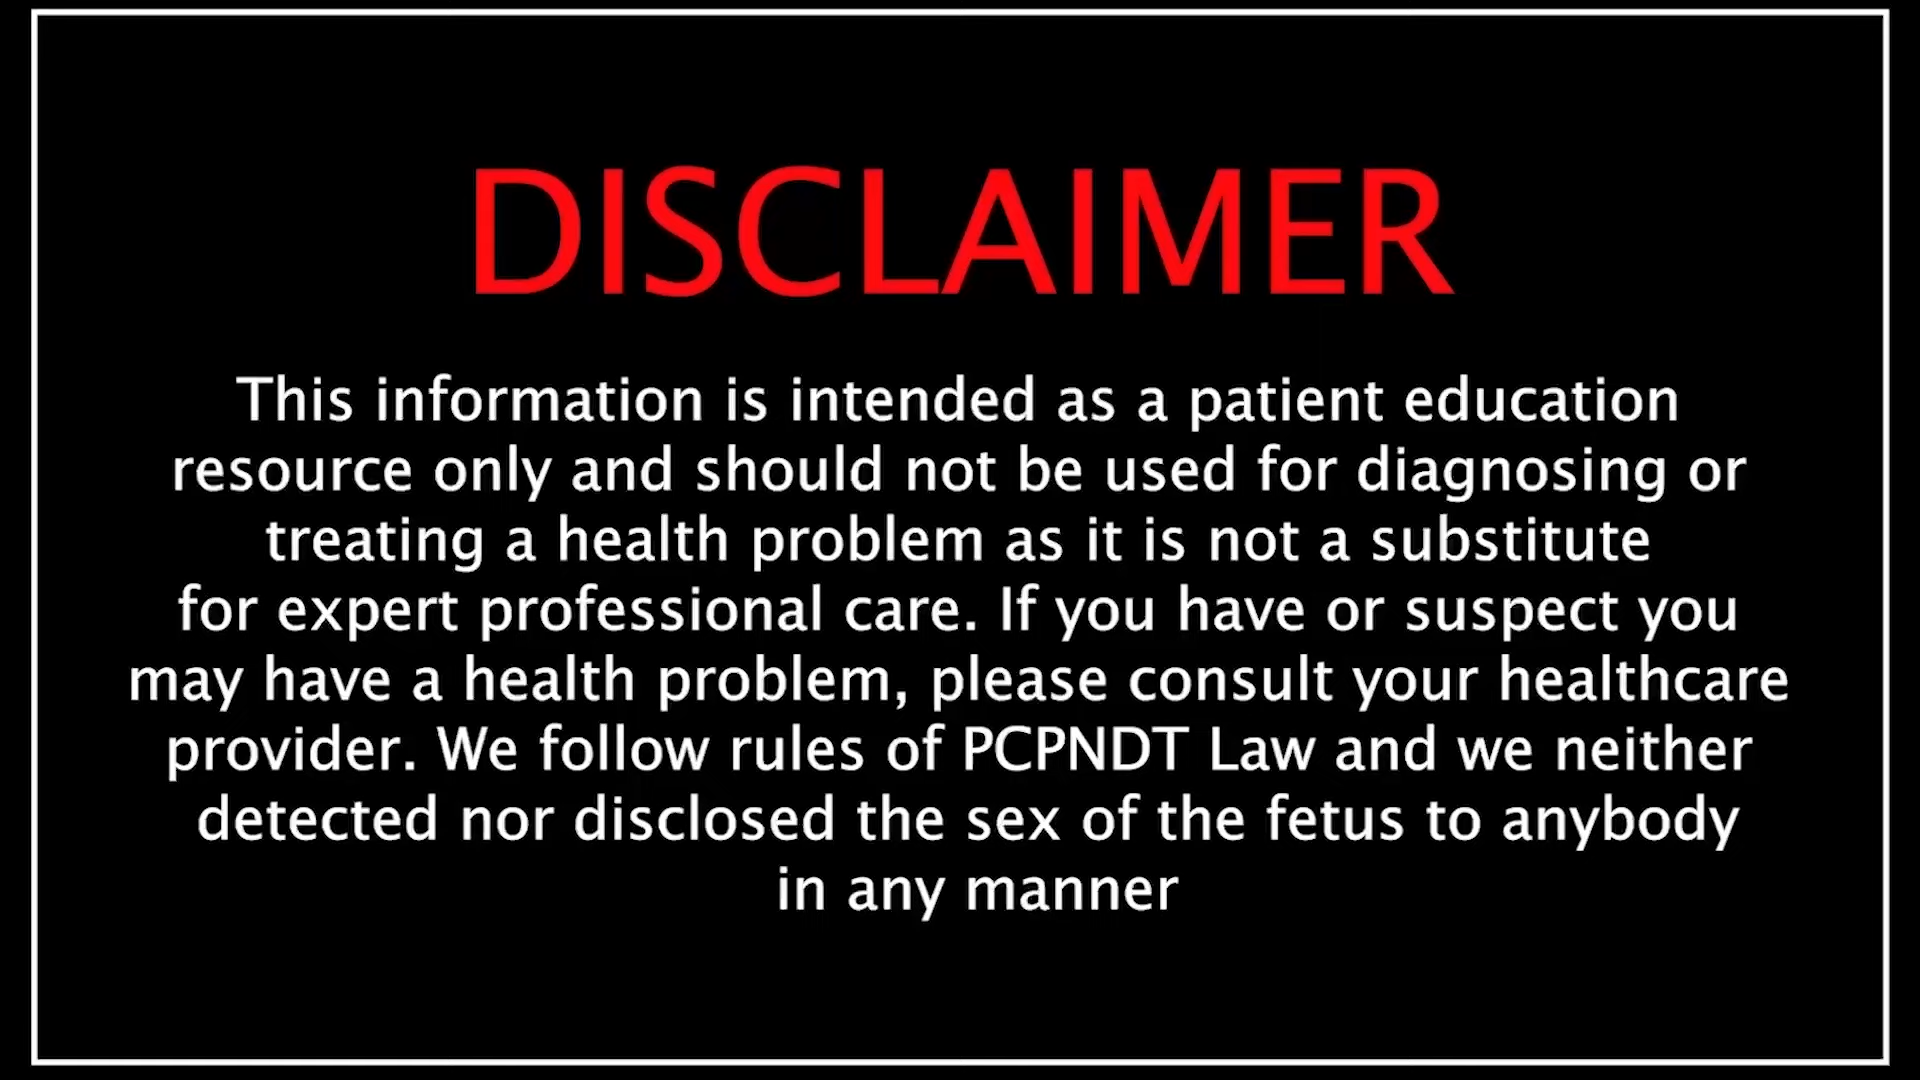 DISCLAIMER
This information is intended as a patient education
resource only and should not be used for diagnosing or
treating a health problem as it is not a substitute
for expert professional care. If you have or suspect you
may have a health problem, please consult your healthcare
provider. We follow rules of PCPNDT Law and we neither
detected nor disclosed the sex of the fetus to anybody
in any manner